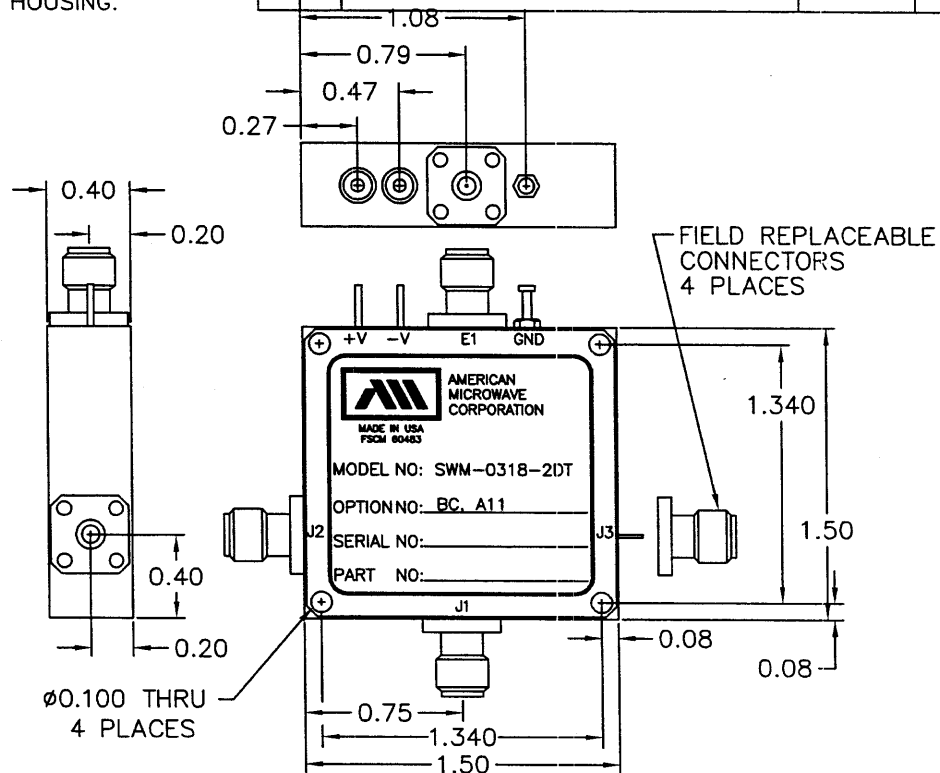 HOUSING.
1.08
0.79
0.47
0.27
0.40
0.20
FIELD REPLACEABLE
CONNECTORS
4 PLACES
+V -V E1 GND
AMERICAN
MICROWAVE
CORPORATION
MADE IN USA
FSCM 60483
1.340
MODEL NO: SWM-0318-2DT
OPTION NO: BC, A11
J2
J3
1.50
SERIAL NO:
PART NO:
0.40
J1
0.20
0.08
0.08
ø0.100 THRU
4 PLACES
0.75
1.340
1.50